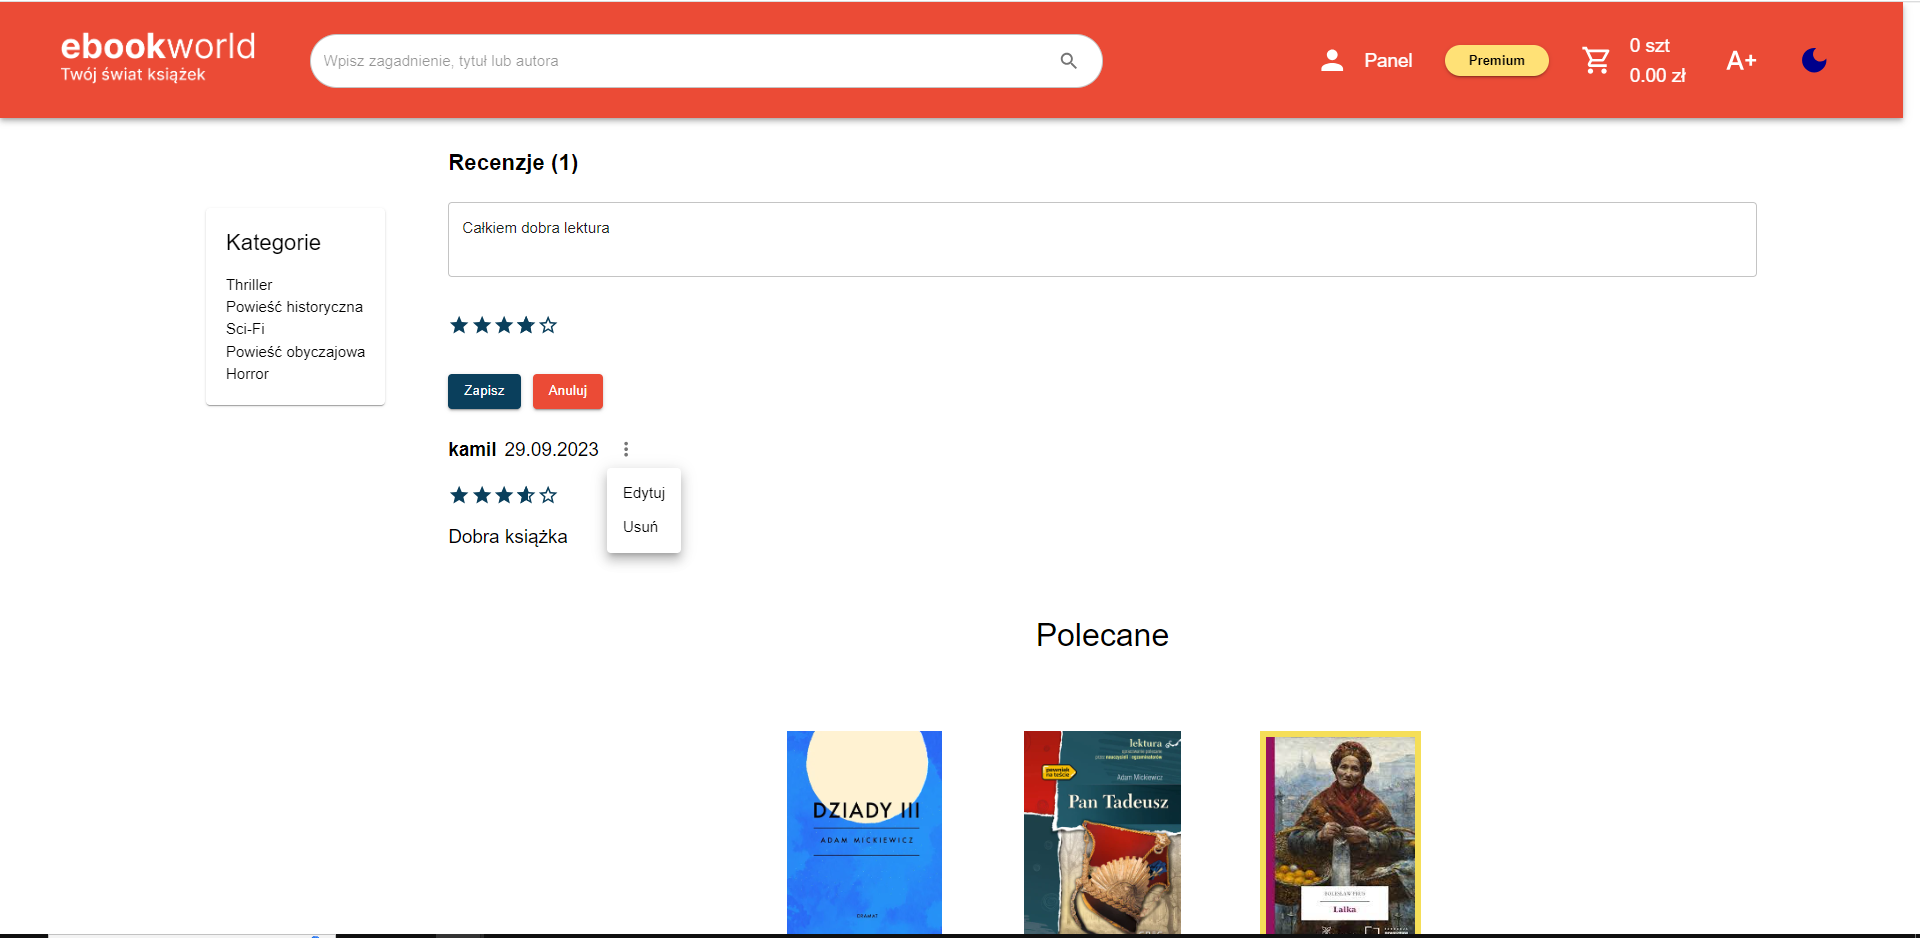 ebookworld
Twój świat książek
Wpisz zagadnienie, tytuł lub autora
Panel
Premium
0 szt
0.00 zł
A+
Recenzje (1)
Kategorie
Thriller
Powieść historyczna
Sci-Fi
Powieść obyczajowa
Horror
Całkiem dobra lektura
Zapisz
Anuluj
kamil 29.09.2023
Edytuj
Usuń
Dobra książka
Polecane
DZIADY III
ADAM MICKIEWICZ
lektura
Adam Mickiewicz
Pan Tadeusz
BOLESŁAW PRUS
Lalka